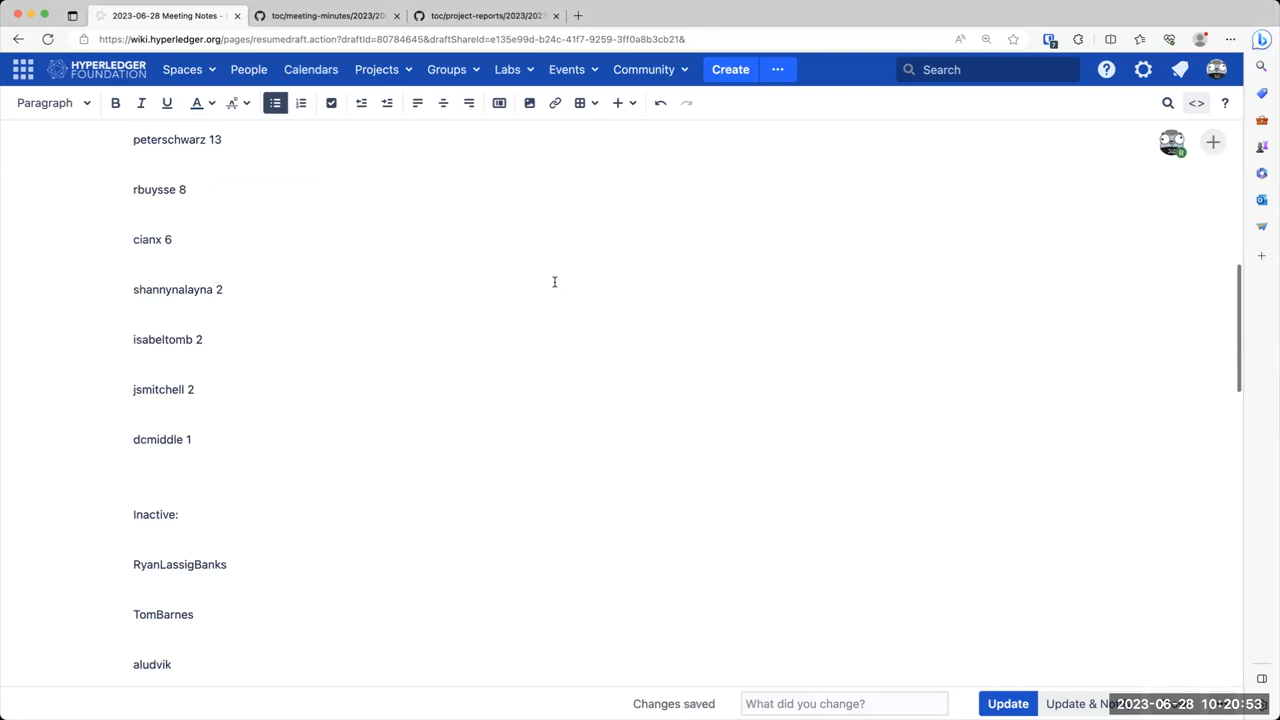 2023-06-28 Meeting Notes -
toc/meeting-minutes/2023/20
toc/project-reports/2023/202
https://wiki.hyperledger.org/pages/resumedraft.action?draftId=80784645&draftShareId=e135e99d-b24c-41f7-9259-3ff0a8b3cb21&
HYPERLEDGER FOUNDATION
Spaces People Calendars Projects Groups Labs Events Community Create Search
Paragraph B I U A
peterschwarz 13
rbuysse 8
cianx 6
shannynalayna 2
isabeltomb 2
jsmitchell 2
dcmiddle 1
Inactive:
RyanLassigBanks
TomBarnes
aludvik
Changes saved What did you change? Update Update & No
2023-06-28 10:20:53